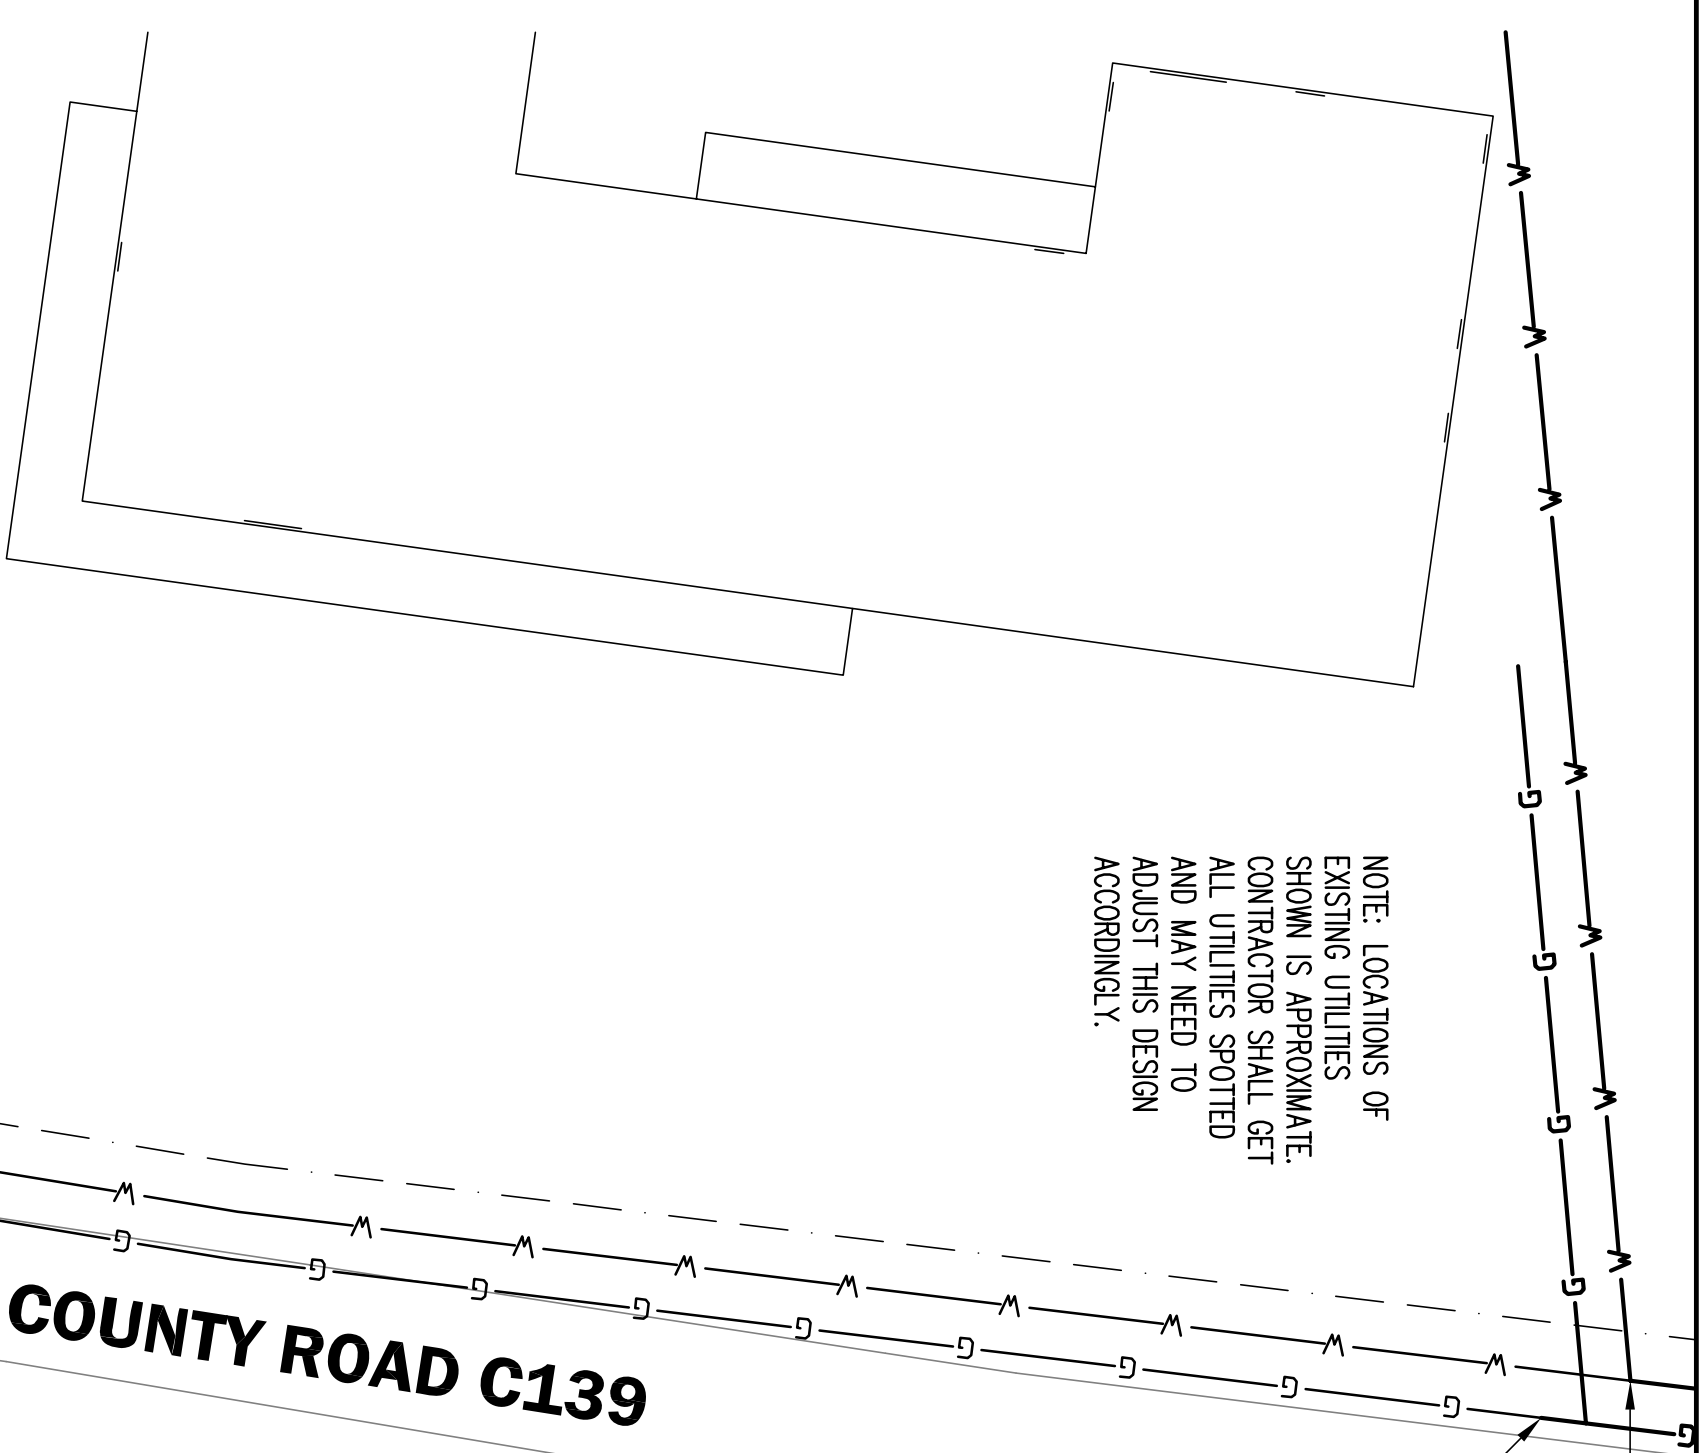 NOTE: LOCATIONS OF
EXISTING UTILITIES
SHOWN IS APPROXIMATE.
CONTRACTOR SHALL GET
ALL UTILITIES SPOTTED
AND MAY NEED TO
ADJUST THIS DESIGN
ACCORDINGLY.
W
W
W
W
W
W
W
G
G
G
G
W W W W W W W W W
G G G G G G G G G G
COUNTY ROAD C139